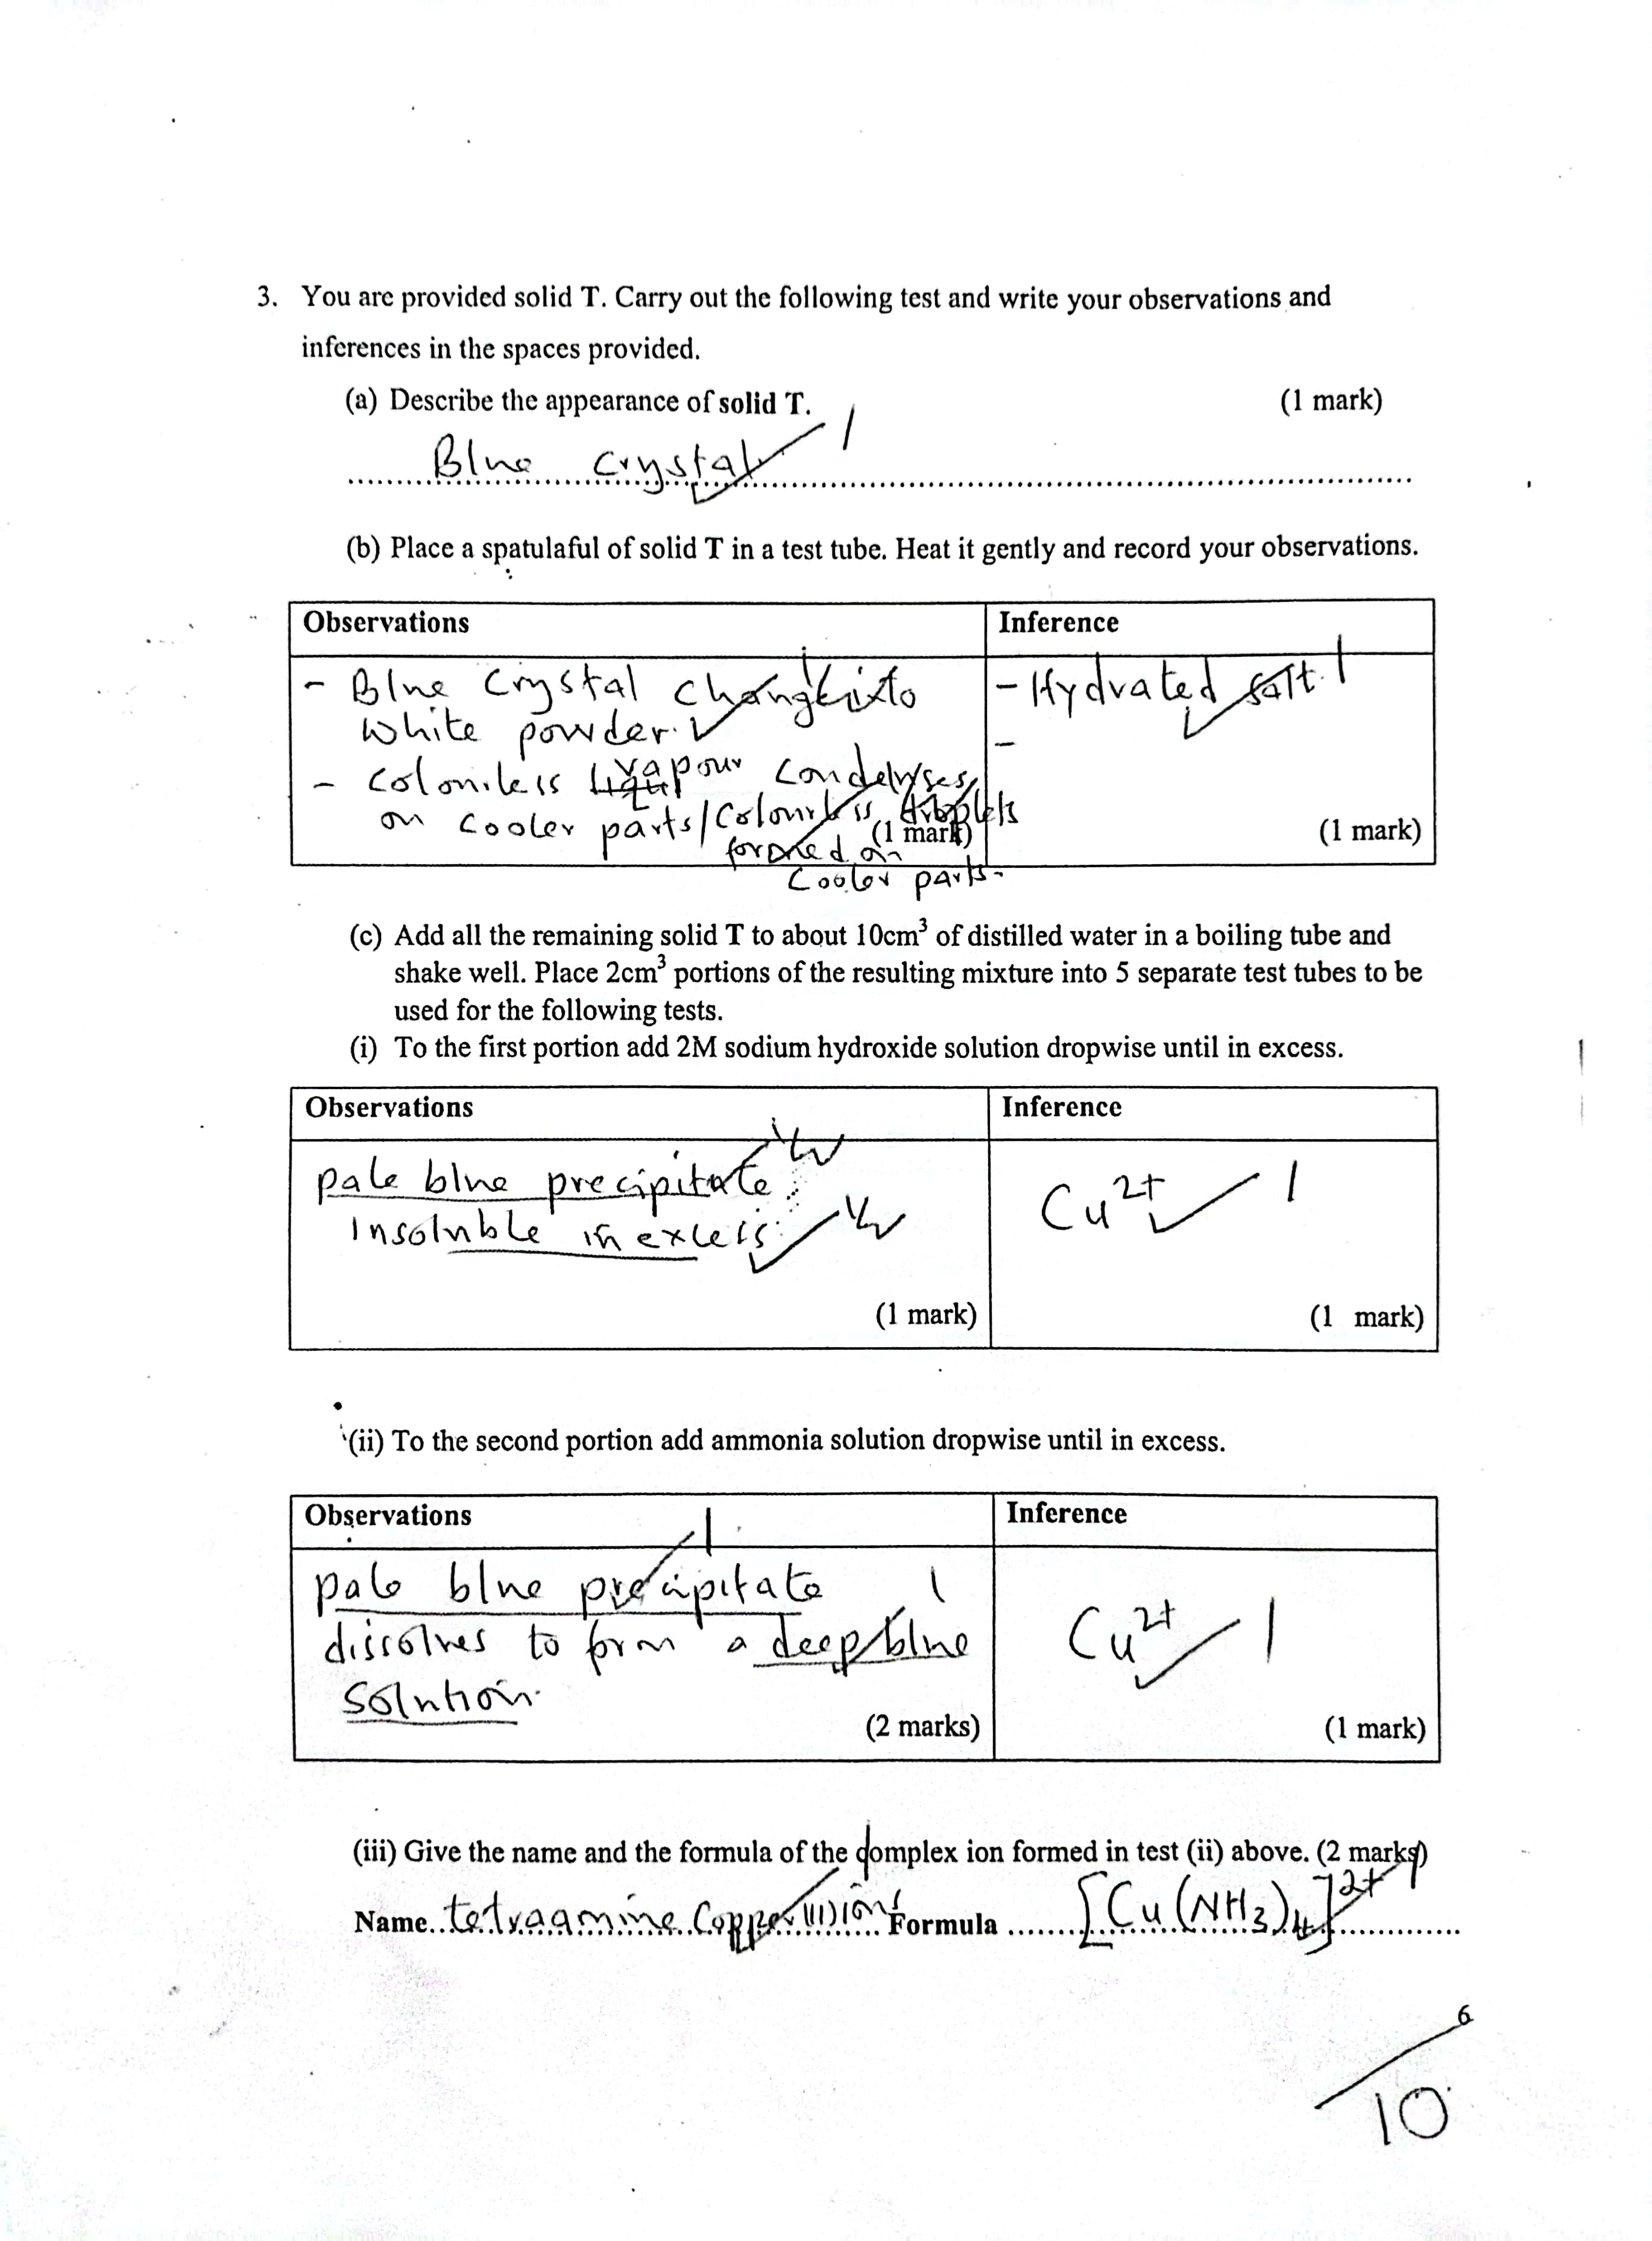 3. You are provided solid T. Carry out the following test and write your observations and
inferences in the spaces provided.
(a) Describe the appearance of solid T. (1 mark)
Blue Crystal 1
(b) Place a spatulaful of solid T in a test tube. Heat it gently and record your observations.
Observations Inference
- Blue Crystal change into - Hydrated salt. 1
White powder. -
- Colourless vapour condenses
on cooler parts/Colourless droplets
(1 mark) (1 mark)
formed on
Cooler parts.
(c) Add all the remaining solid T to about 10cm³ of distilled water in a boiling tube and
shake well. Place 2cm³ portions of the resulting mixture into 5 separate test tubes to be
used for the following tests.
(i) To the first portion add 2M sodium hydroxide solution dropwise until in excess.
Observations Inference
½
pale blue precipitate Cu²⁺ 1
Insoluble in excess ½
(1 mark) (1 mark)
(ii) To the second portion add ammonia solution dropwise until in excess.
Observations Inference
1
pale blue precipitate 1
dissolves to form a deep blue Cu²⁺ 1
solution.
(2 marks) (1 mark)
(iii) Give the name and the formula of the complex ion formed in test (ii) above. (2 marks)
Name..tetraamine Copper(II) ion Formula ......[Cu(NH₃)₄]²⁺
6
10